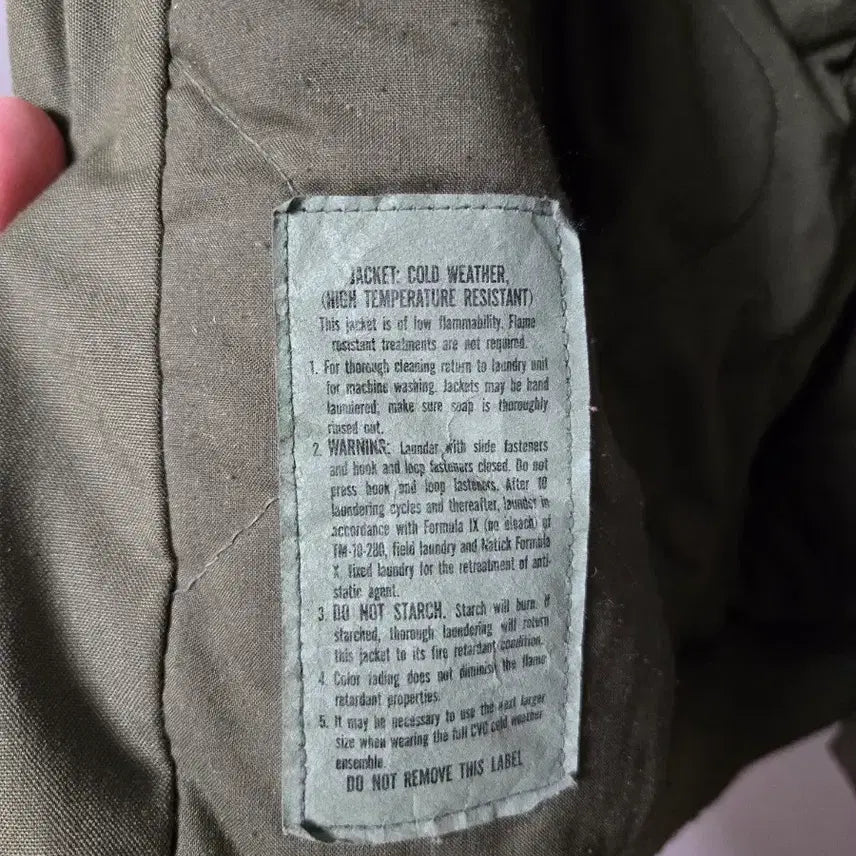 JACKET: COLD WEATHER,
(HIGH TEMPERATURE RESISTANT)
This jacket is of low flammability. Flame
resistant treatments are not required.
1. For thorough cleaning return to laundry unit
for machine washing. Jackets may be hand
laundered; make sure soap is thoroughly
rinsed out.
2. WARNING: Launder with slide fasteners
and hook and loop fasteners closed. Do not
press hook and loop fasteners. After 10
laundering cycles and thereafter, launder in
accordance with Formula IX (no bleach) of
TM-10-280, field laundry and Natick Formula
X fixed laundry for the retreatment of anti-
static agent.
3. DO NOT STARCH. Starch will burn. If
starched, thorough laundering will return
this jacket to its fire retardant condition.
4. Color fading does not diminish the flame
retardant properties.
5. It may be necessary to use the next larger
size when wearing the full CVC cold weather
ensemble.
DO NOT REMOVE THIS LABEL